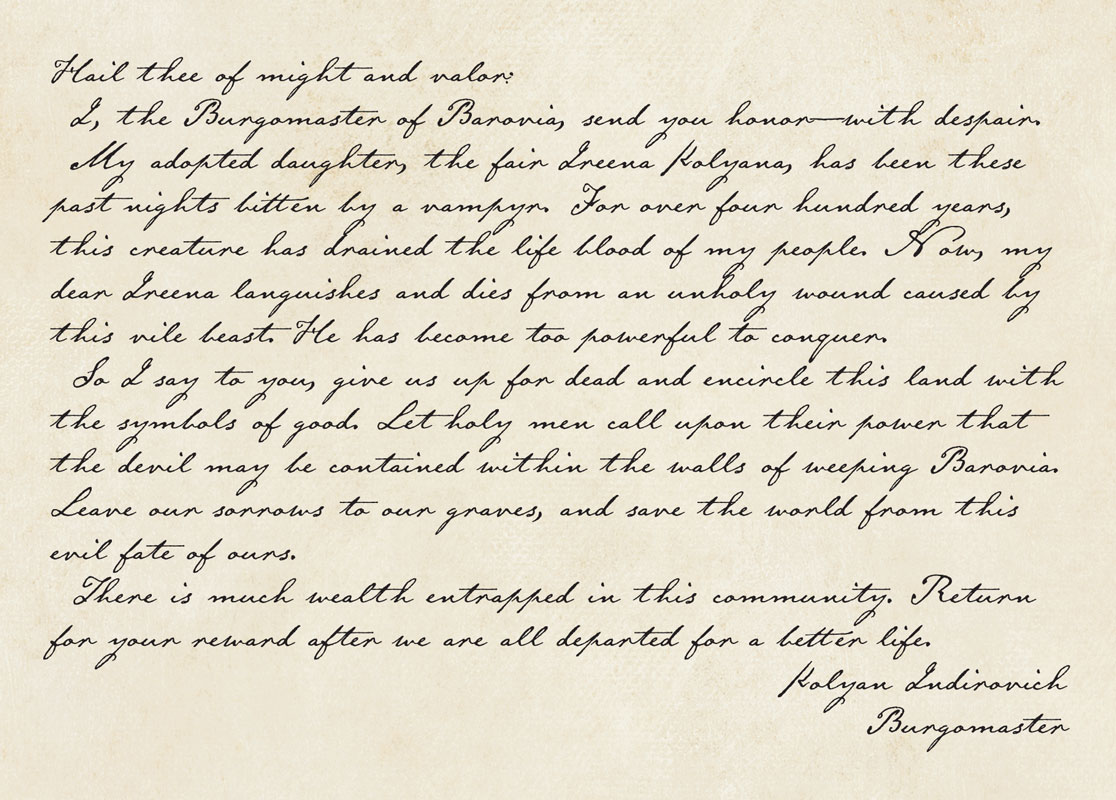 Hail thee of might and valor:
I, the Burgomaster of Barovia, send you honor—with despair.
My adopted daughter, the fair Ireena Kolyana, has been these
past nights bitten by a vampyr. For over four hundred years,
this creature has drained the life blood of my people. Now, my
dear Ireena languishes and dies from an unholy wound caused by
this vile beast. He has become too powerful to conquer.
So I say to you, give us up for dead and encircle this land with
the symbols of good. Let holy men call upon their power that
the devil may be contained within the walls of weeping Barovia.
Leave our sorrows to our graves, and save the world from this
evil fate of ours.
There is much wealth entrapped in this community. Return
for your reward after we are all departed for a better life.
Kolyan Indirovich
Burgomaster